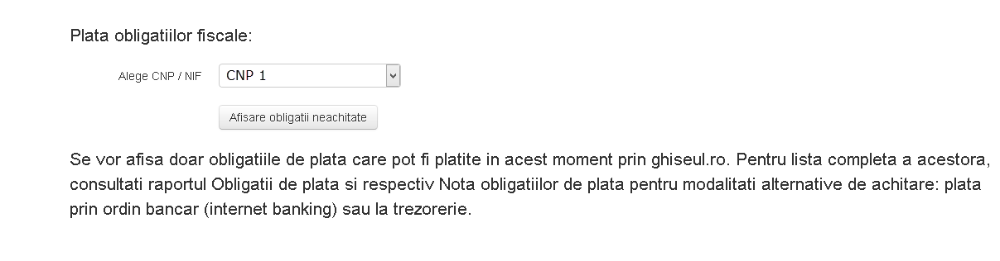 Plata obligatiilor fiscale:
Alege CNP / NIF CNP 1
Afisare obligatii neachitate
Se vor afisa doar obligatiile de plata care pot fi platite in acest moment prin ghiseul.ro. Pentru lista completa a acestora,
consultati raportul Obligatii de plata si respectiv Nota obligatiilor de plata pentru modalitati alternative de achitare: plata
prin ordin bancar (internet banking) sau la trezorerie.